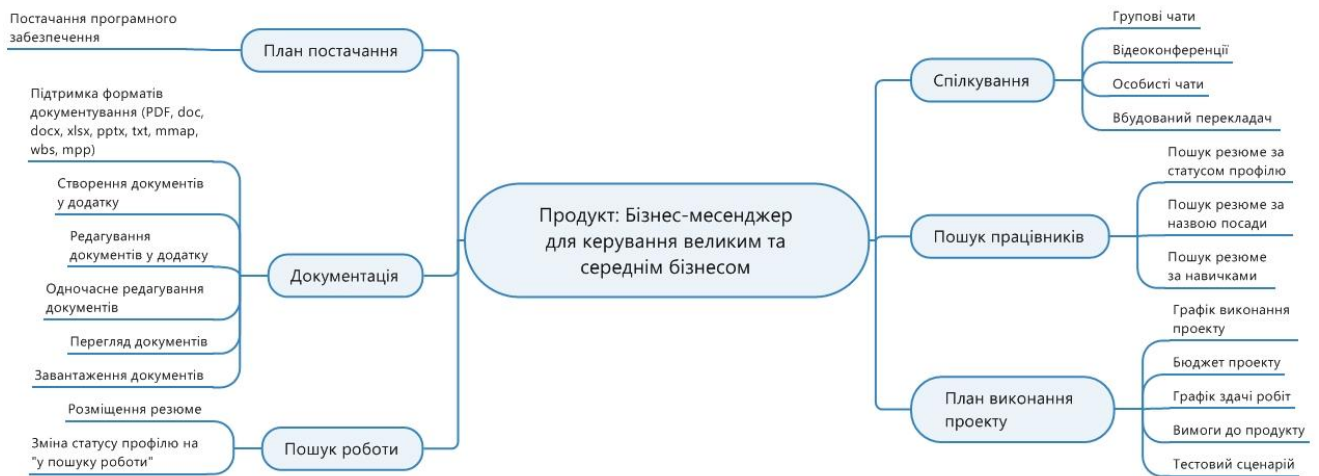 Постачання програмного
забезпечення
План постачання
Підтримка форматів
документування (PDF, doc,
docx, xlsx, pptx, txt, mmap,
wbs, mpp)
Створення документів
у додатку
Редагування
документів у додатку
Одночасне редагування
документів
Перегляд документів
Завантаження документів
Документація
Розміщення резюме
Зміна статусу профілю на
"у пошуку роботи"
Пошук роботи
Продукт: Бізнес-месенджер
для керування великим та
середнім бізнесом
Спілкування
Групові чати
Відеоконференції
Особисті чати
Вбудований перекладач
Пошук працівників
Пошук резюме за
статусом профілю
Пошук резюме за
назвою посади
Пошук резюме
за навичками
План виконання
проекту
Графік виконання
проекту
Бюджет проекту
Графік здачі робіт
Вимоги до продукту
Тестовий сценарій